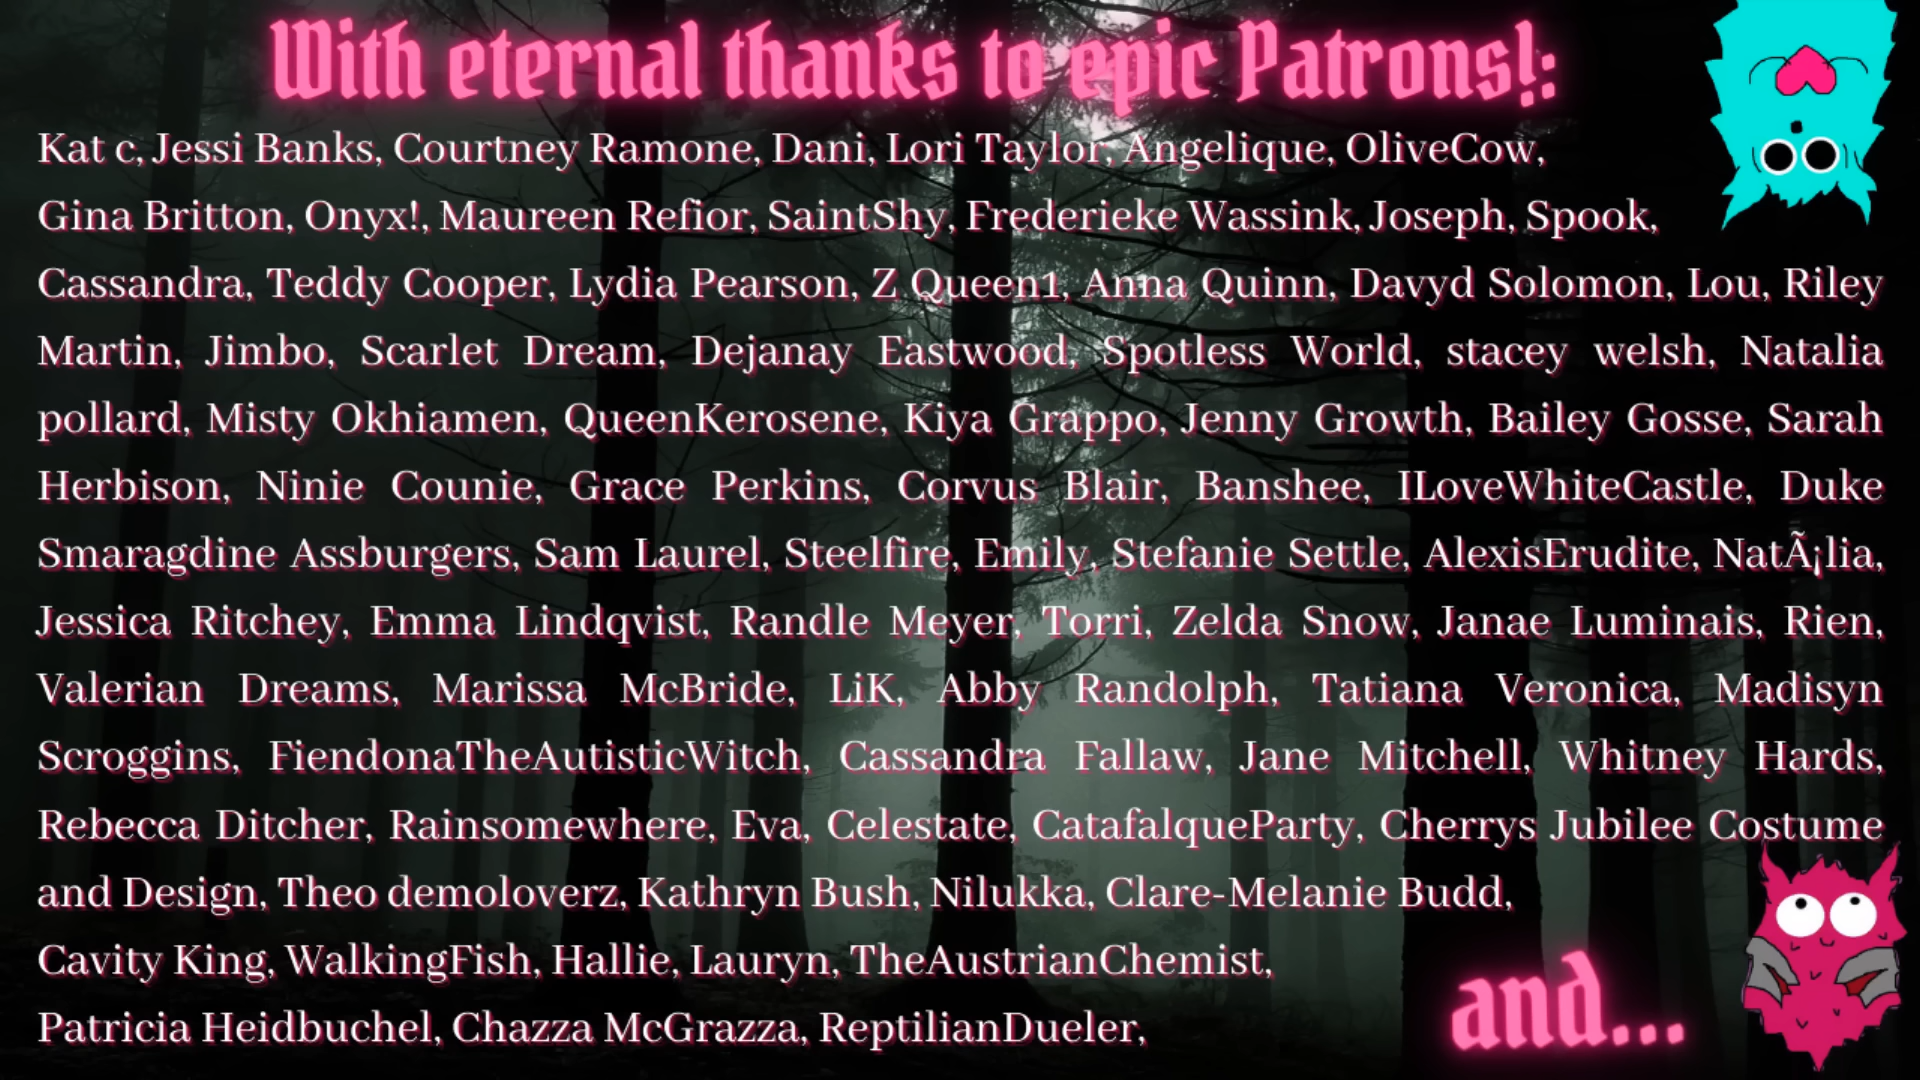 With eternal thanks to epic Patrons!:
Kat c, Jessi Banks, Courtney Ramone, Dani, Lori Taylor, Angelique, OliveCow,
Gina Britton, Onyx!, Maureen Refior, SaintShy, Frederieke Wassink, Joseph, Spook,
Cassandra, Teddy Cooper, Lydia Pearson, Z Queen1, Anna Quinn, Davyd Solomon, Lou, Riley
Martin, Jimbo, Scarlet Dream, Dejanay Eastwood, Spotless World, stacey welsh, Natalia
pollard, Misty Okhiamen, QueenKerosene, Kiya Grappo, Jenny Growth, Bailey Gosse, Sarah
Herbison, Ninie Counie, Grace Perkins, Corvus Blair, Banshee, ILoveWhiteCastle, Duke
Smaragdine Assburgers, Sam Laurel, Steelfire, Emily, Stefanie Settle, AlexisErudite, NatÃ¡lia,
Jessica Ritchey, Emma Lindqvist, Randle Meyer, Torri, Zelda Snow, Janae Luminais, Rien,
Valerian Dreams, Marissa McBride, LiK, Abby Randolph, Tatiana Veronica, Madisyn
Scroggins, FiendonaTheAutisticWitch, Cassandra Fallaw, Jane Mitchell, Whitney Hards,
Rebecca Ditcher, Rainsomewhere, Eva, Celestate, CatafalqueParty, Cherrys Jubilee Costume
and Design, Theo demoloverz, Kathryn Bush, Nilukka, Clare-Melanie Budd,
Cavity King, WalkingFish, Hallie, Lauryn, TheAustrianChemist,
Patricia Heidbuchel, Chazza McGrazza, ReptilianDueler,
and...